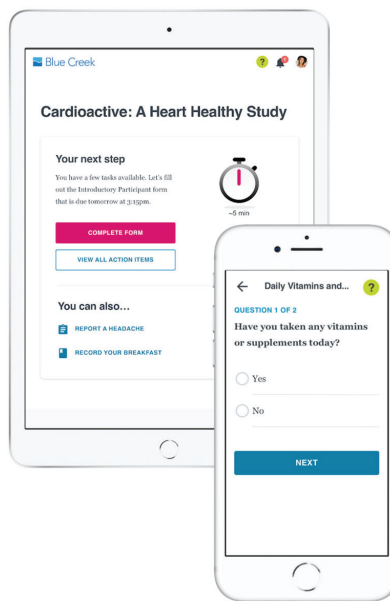 Blue Creek
?
Cardioactive: A Heart Healthy Study
Your next step
You have a few tasks available. Let's fill
out the Introductory Participant form
that is due tomorrow at 3:15pm.
~5 min
COMPLETE FORM
VIEW ALL ACTION ITEMS
You can also...
REPORT A HEADACHE
RECORD YOUR BREAKFAST
Daily Vitamins and...
?
QUESTION 1 OF 2
Have you taken any vitamins
or supplements today?
Yes
No
NEXT